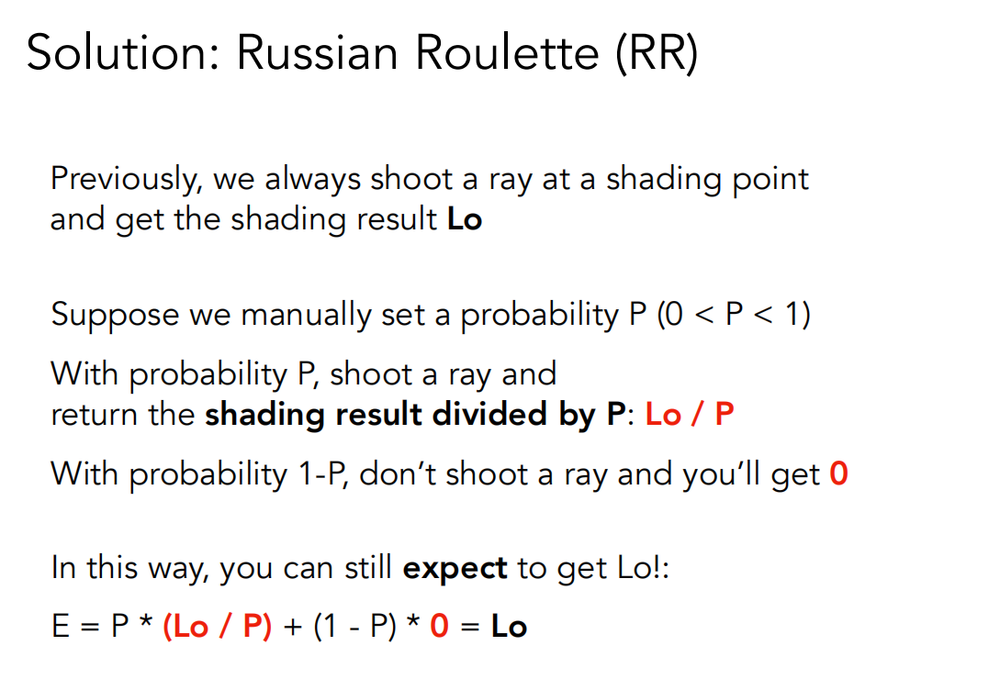 Solution: Russian Roulette (RR)
Previously, we always shoot a ray at a shading point
and get the shading result Lo
Suppose we manually set a probability P (0 < P < 1)
With probability P, shoot a ray and
return the shading result divided by P: Lo / P
With probability 1-P, don’t shoot a ray and you’ll get 0
In this way, you can still expect to get Lo!:
E = P * (Lo / P) + (1 - P) * 0 = Lo